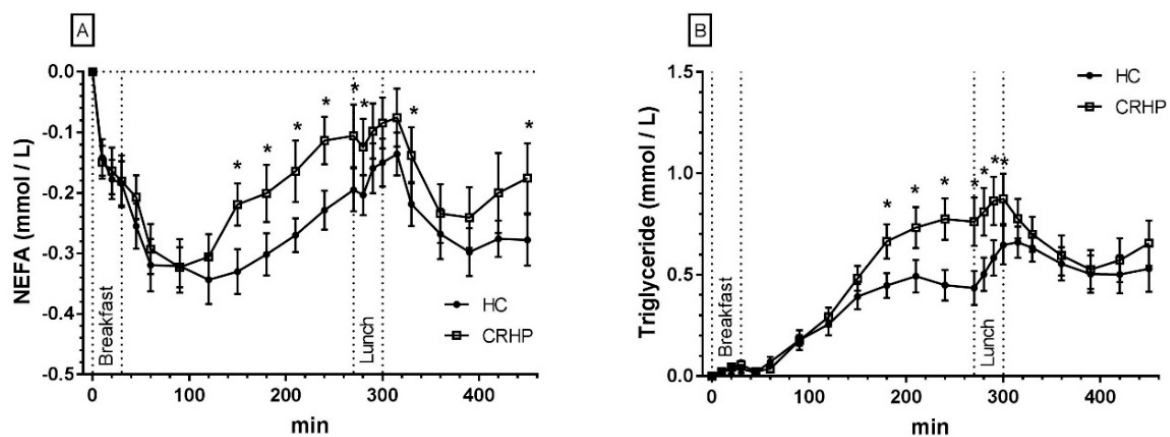 A
NEFA (mmol / L)
0.0
-0.1
-0.2
-0.3
-0.4
-0.5
* * * * * * * *
Breakfast
Lunch
HC
CRHP
0 100 200 300 400
min
B
Triglyceride (mmol / L)
1.5
1.0
0.5
0.0
* * * * * * *
Breakfast
Lunch
HC
CRHP
0 100 200 300 400
min